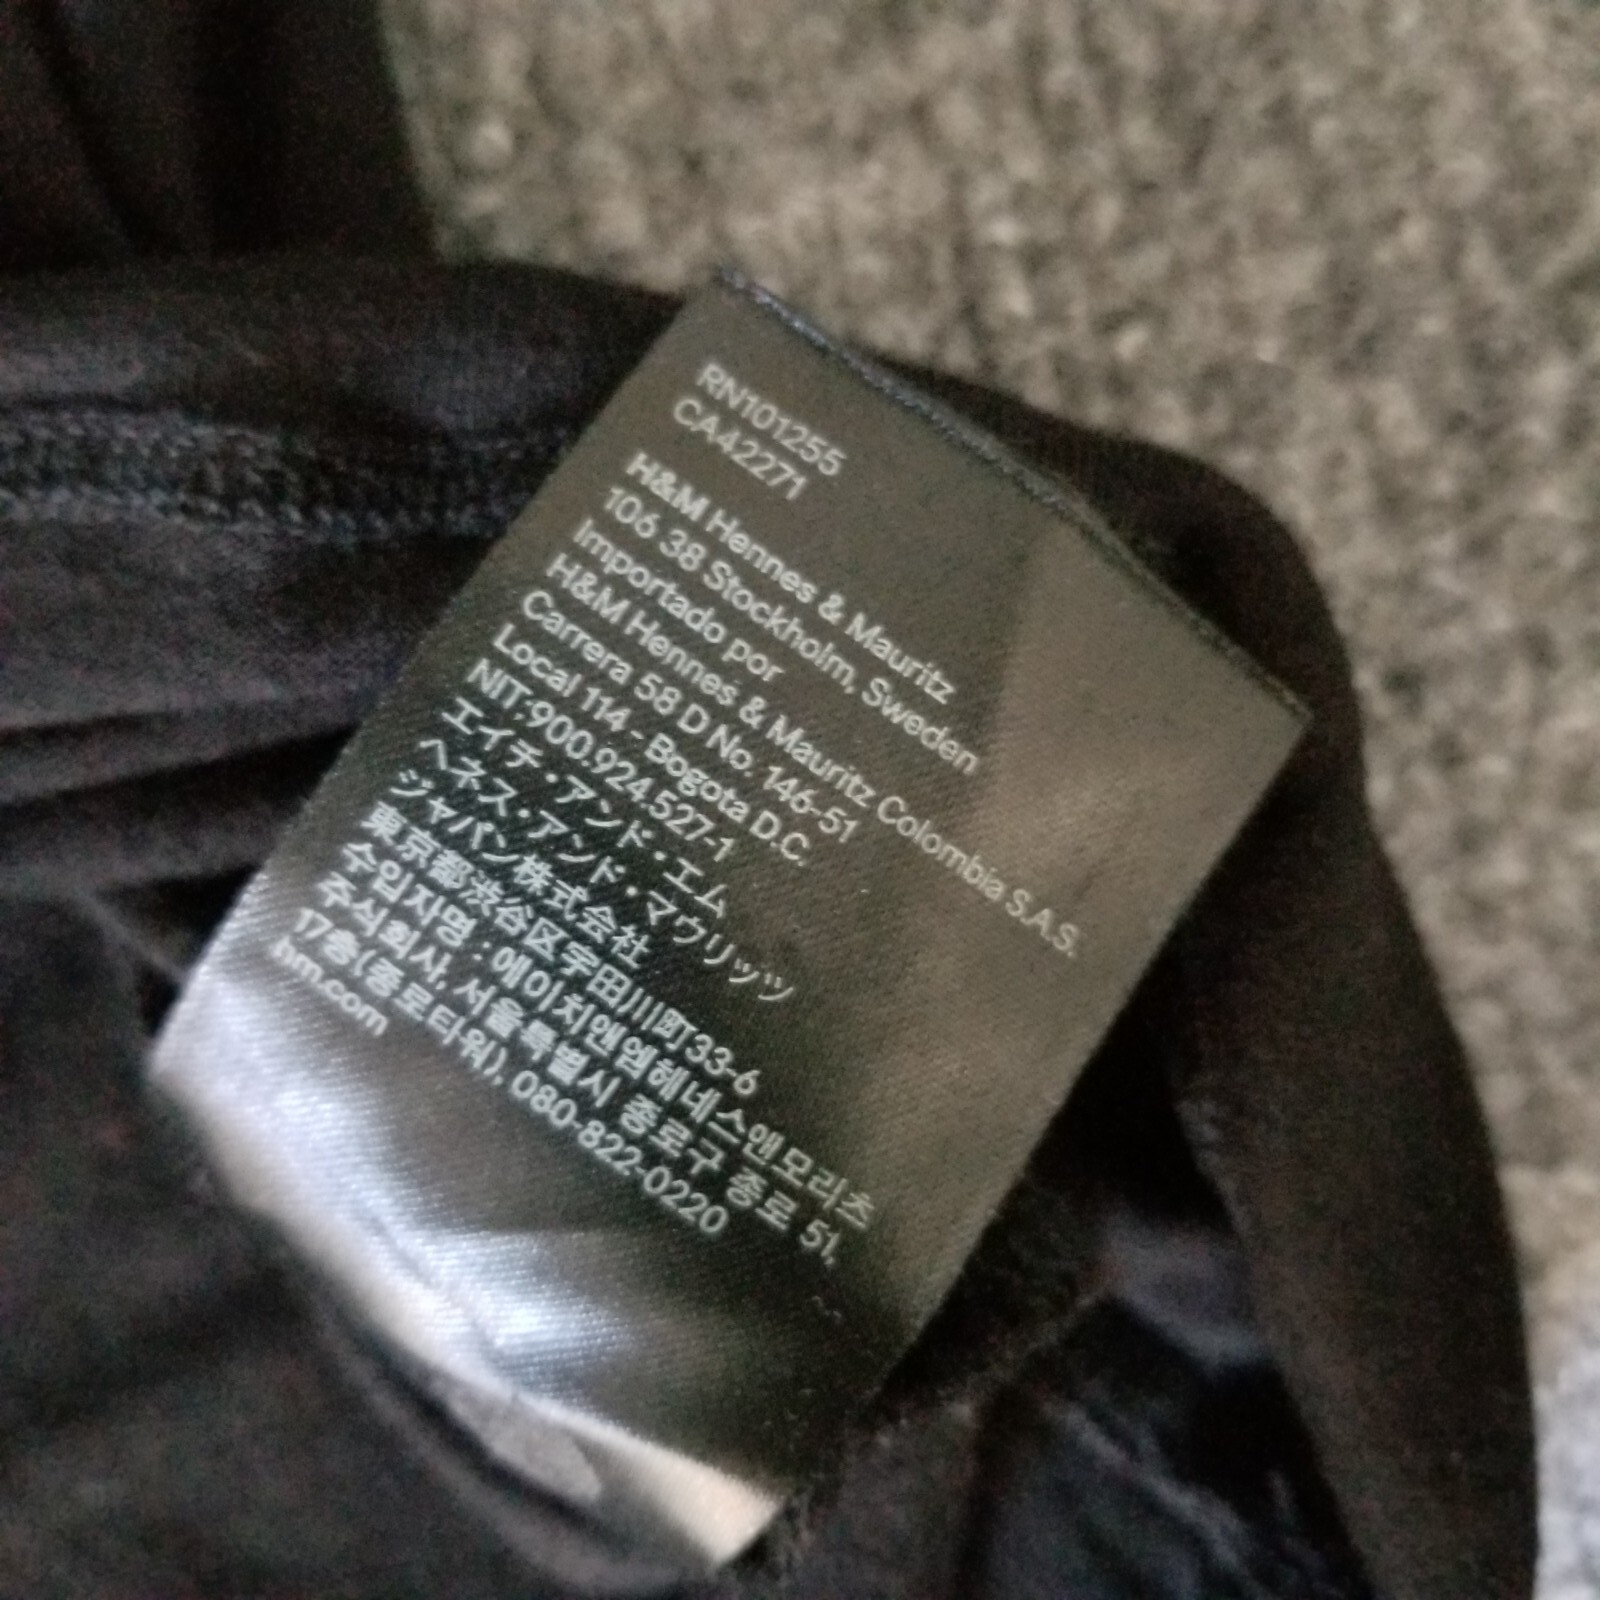 RN101255
CA42271
H&M Hennes & Mauritz
106 38 Stockholm, Sweden
Importado por
H&M Hennes & Mauritz Colombia S.A.S.
Carrera 58 D No. 146-51
Local 114 - Bogota D.C.
NIT:900.924.527-1
エイチ・アンド・エム
ヘネス・アンド・マウリッツ
ジャパン株式会社
東京都渋谷区宇田川町33-6
수입자명 : 에이치앤엠헤네스앤모리츠
주식회사, 서울특별시 종로구 종로 51,
17층(종로타워), 080-822-0220
hm.com